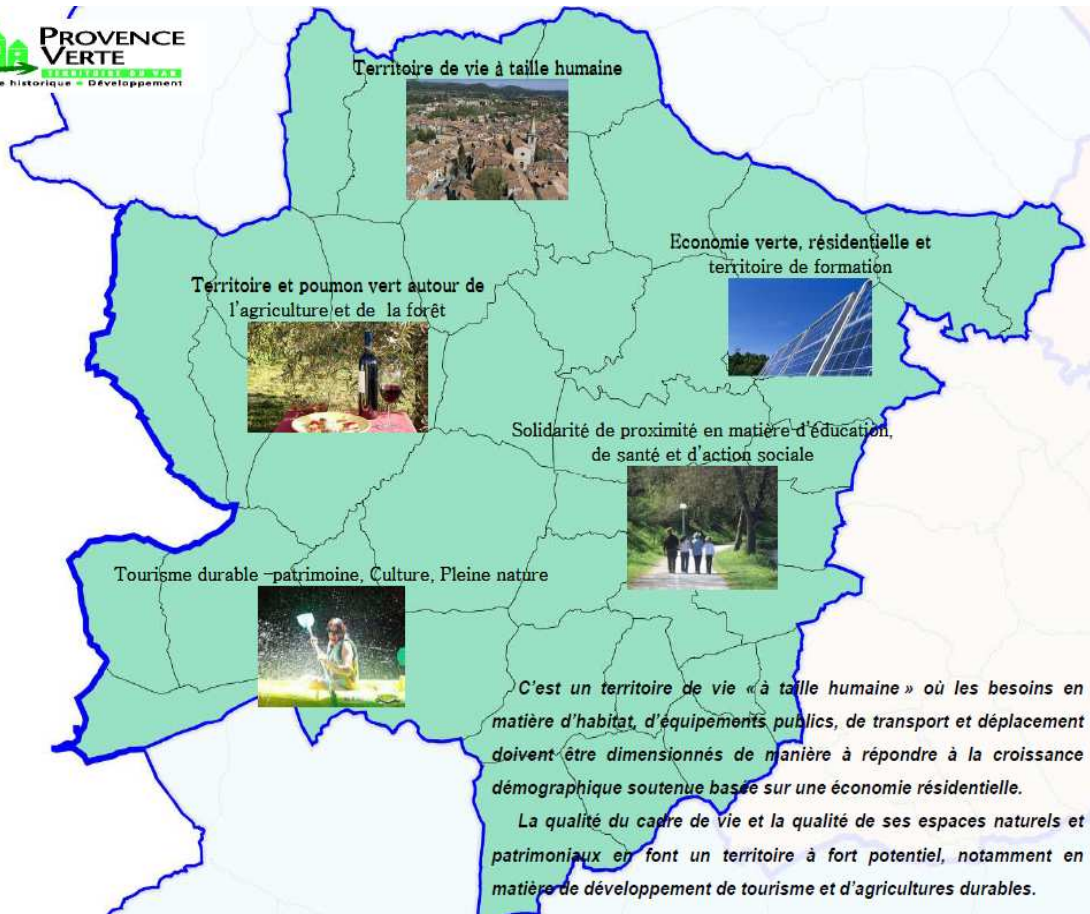 PROVENCE
VERTE
TERRITOIRE DU VAR
e historique • Développement
Territoire de vie à taille humaine
Economie verte, résidentielle et
territoire de formation
Territoire et poumon vert autour de
l'agriculture et de la forêt
Solidarité de proximité en matière d'éducation,
de santé et d'action sociale
Tourisme durable –patrimoine, Culture, Pleine nature
C'est un territoire de vie « à taille humaine » où les besoins en
matière d'habitat, d'équipements publics, de transport et déplacement
doivent être dimensionnés de manière à répondre à la croissance
démographique soutenue basée sur une économie résidentielle.
La qualité du cadre de vie et la qualité de ses espaces naturels et
patrimoniaux en font un territoire à fort potentiel, notamment en
matière de développement de tourisme et d'agricultures durables.